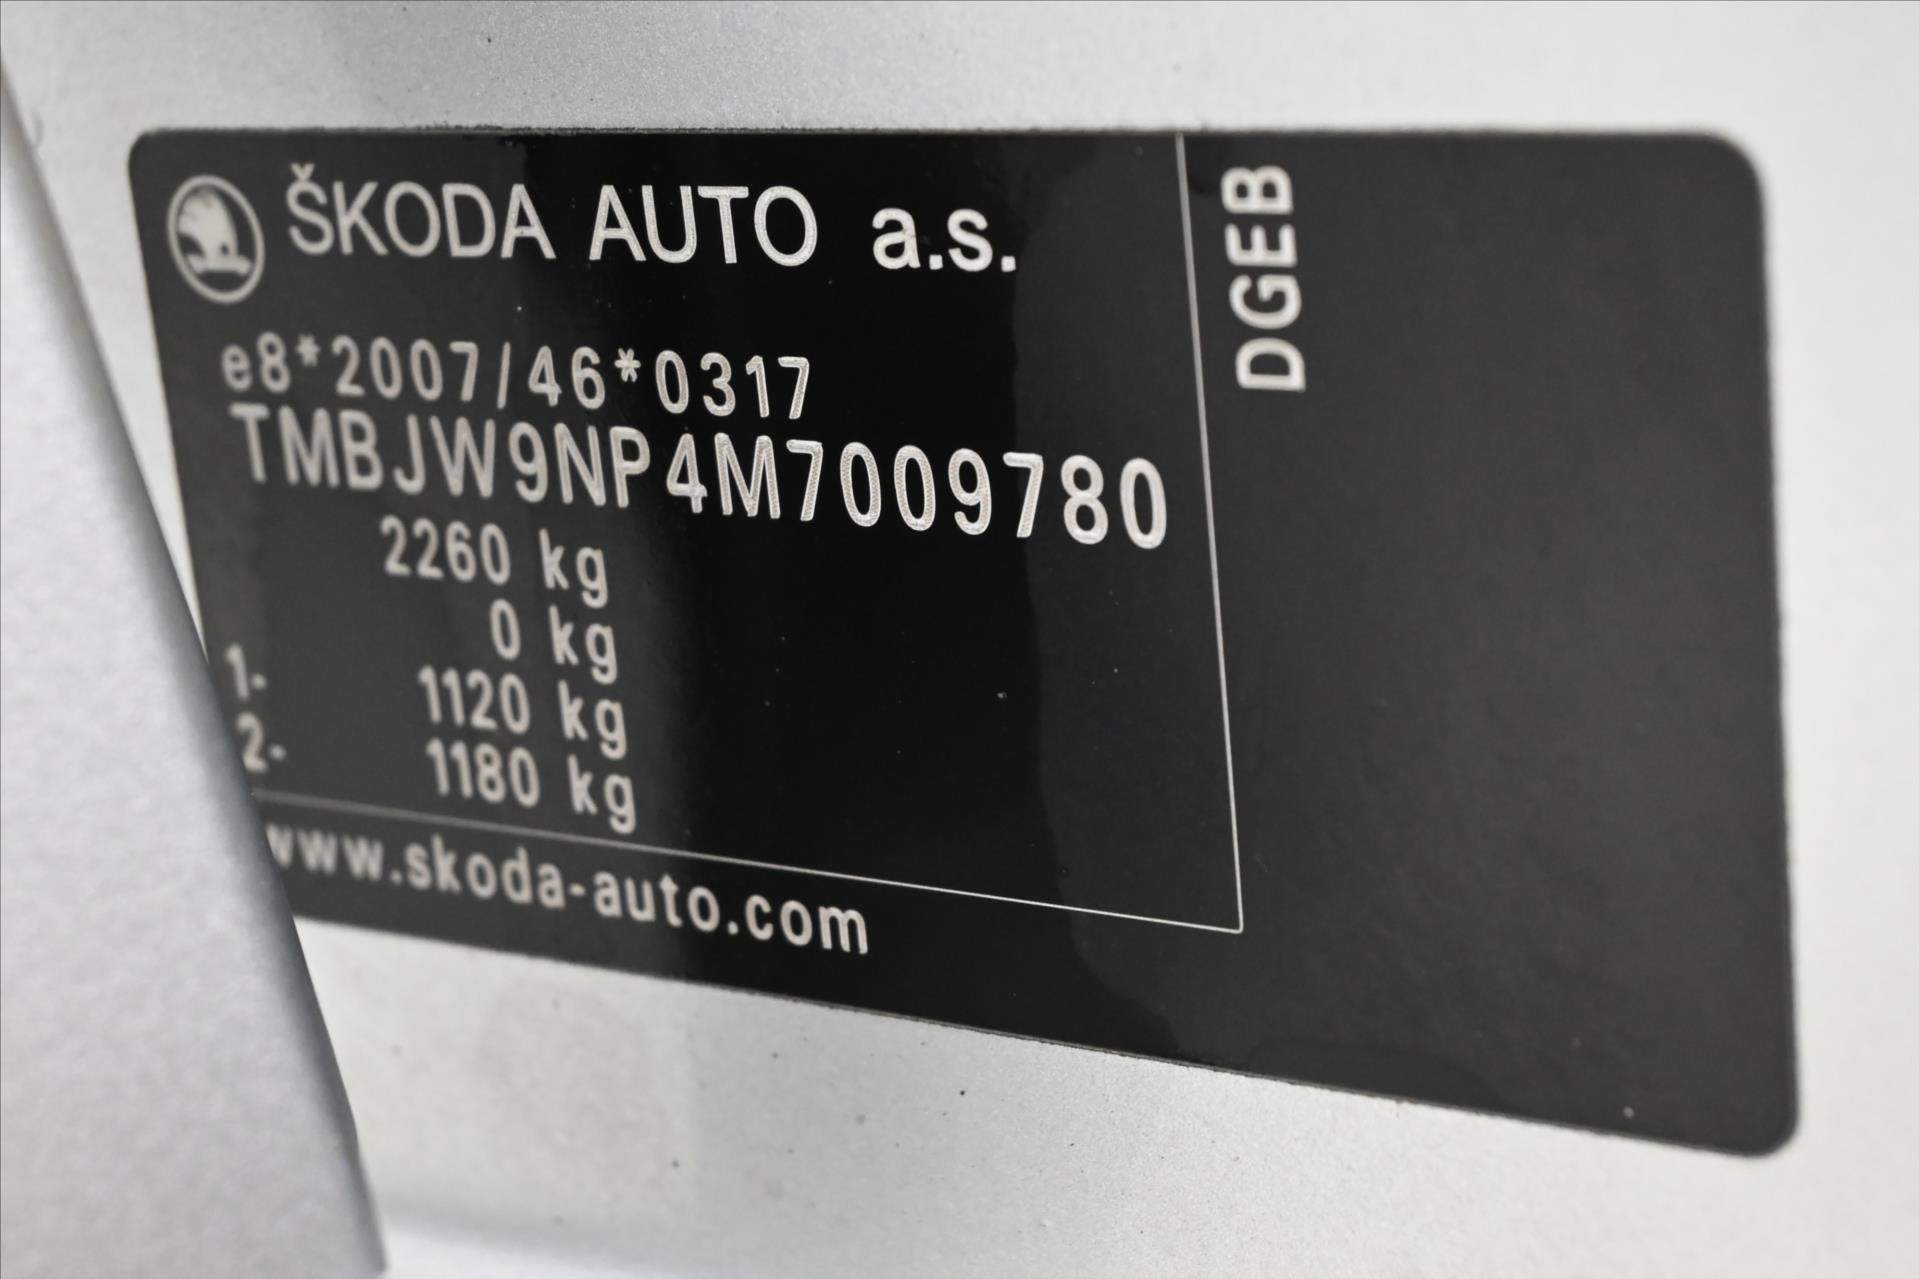 ŠKODA AUTO a.s.
e8*2007/46*0317
TMBJW9NP4M7009780
2260 kg
0 kg
1- 1120 kg
2- 1180 kg
www.skoda-auto.com
DGEB